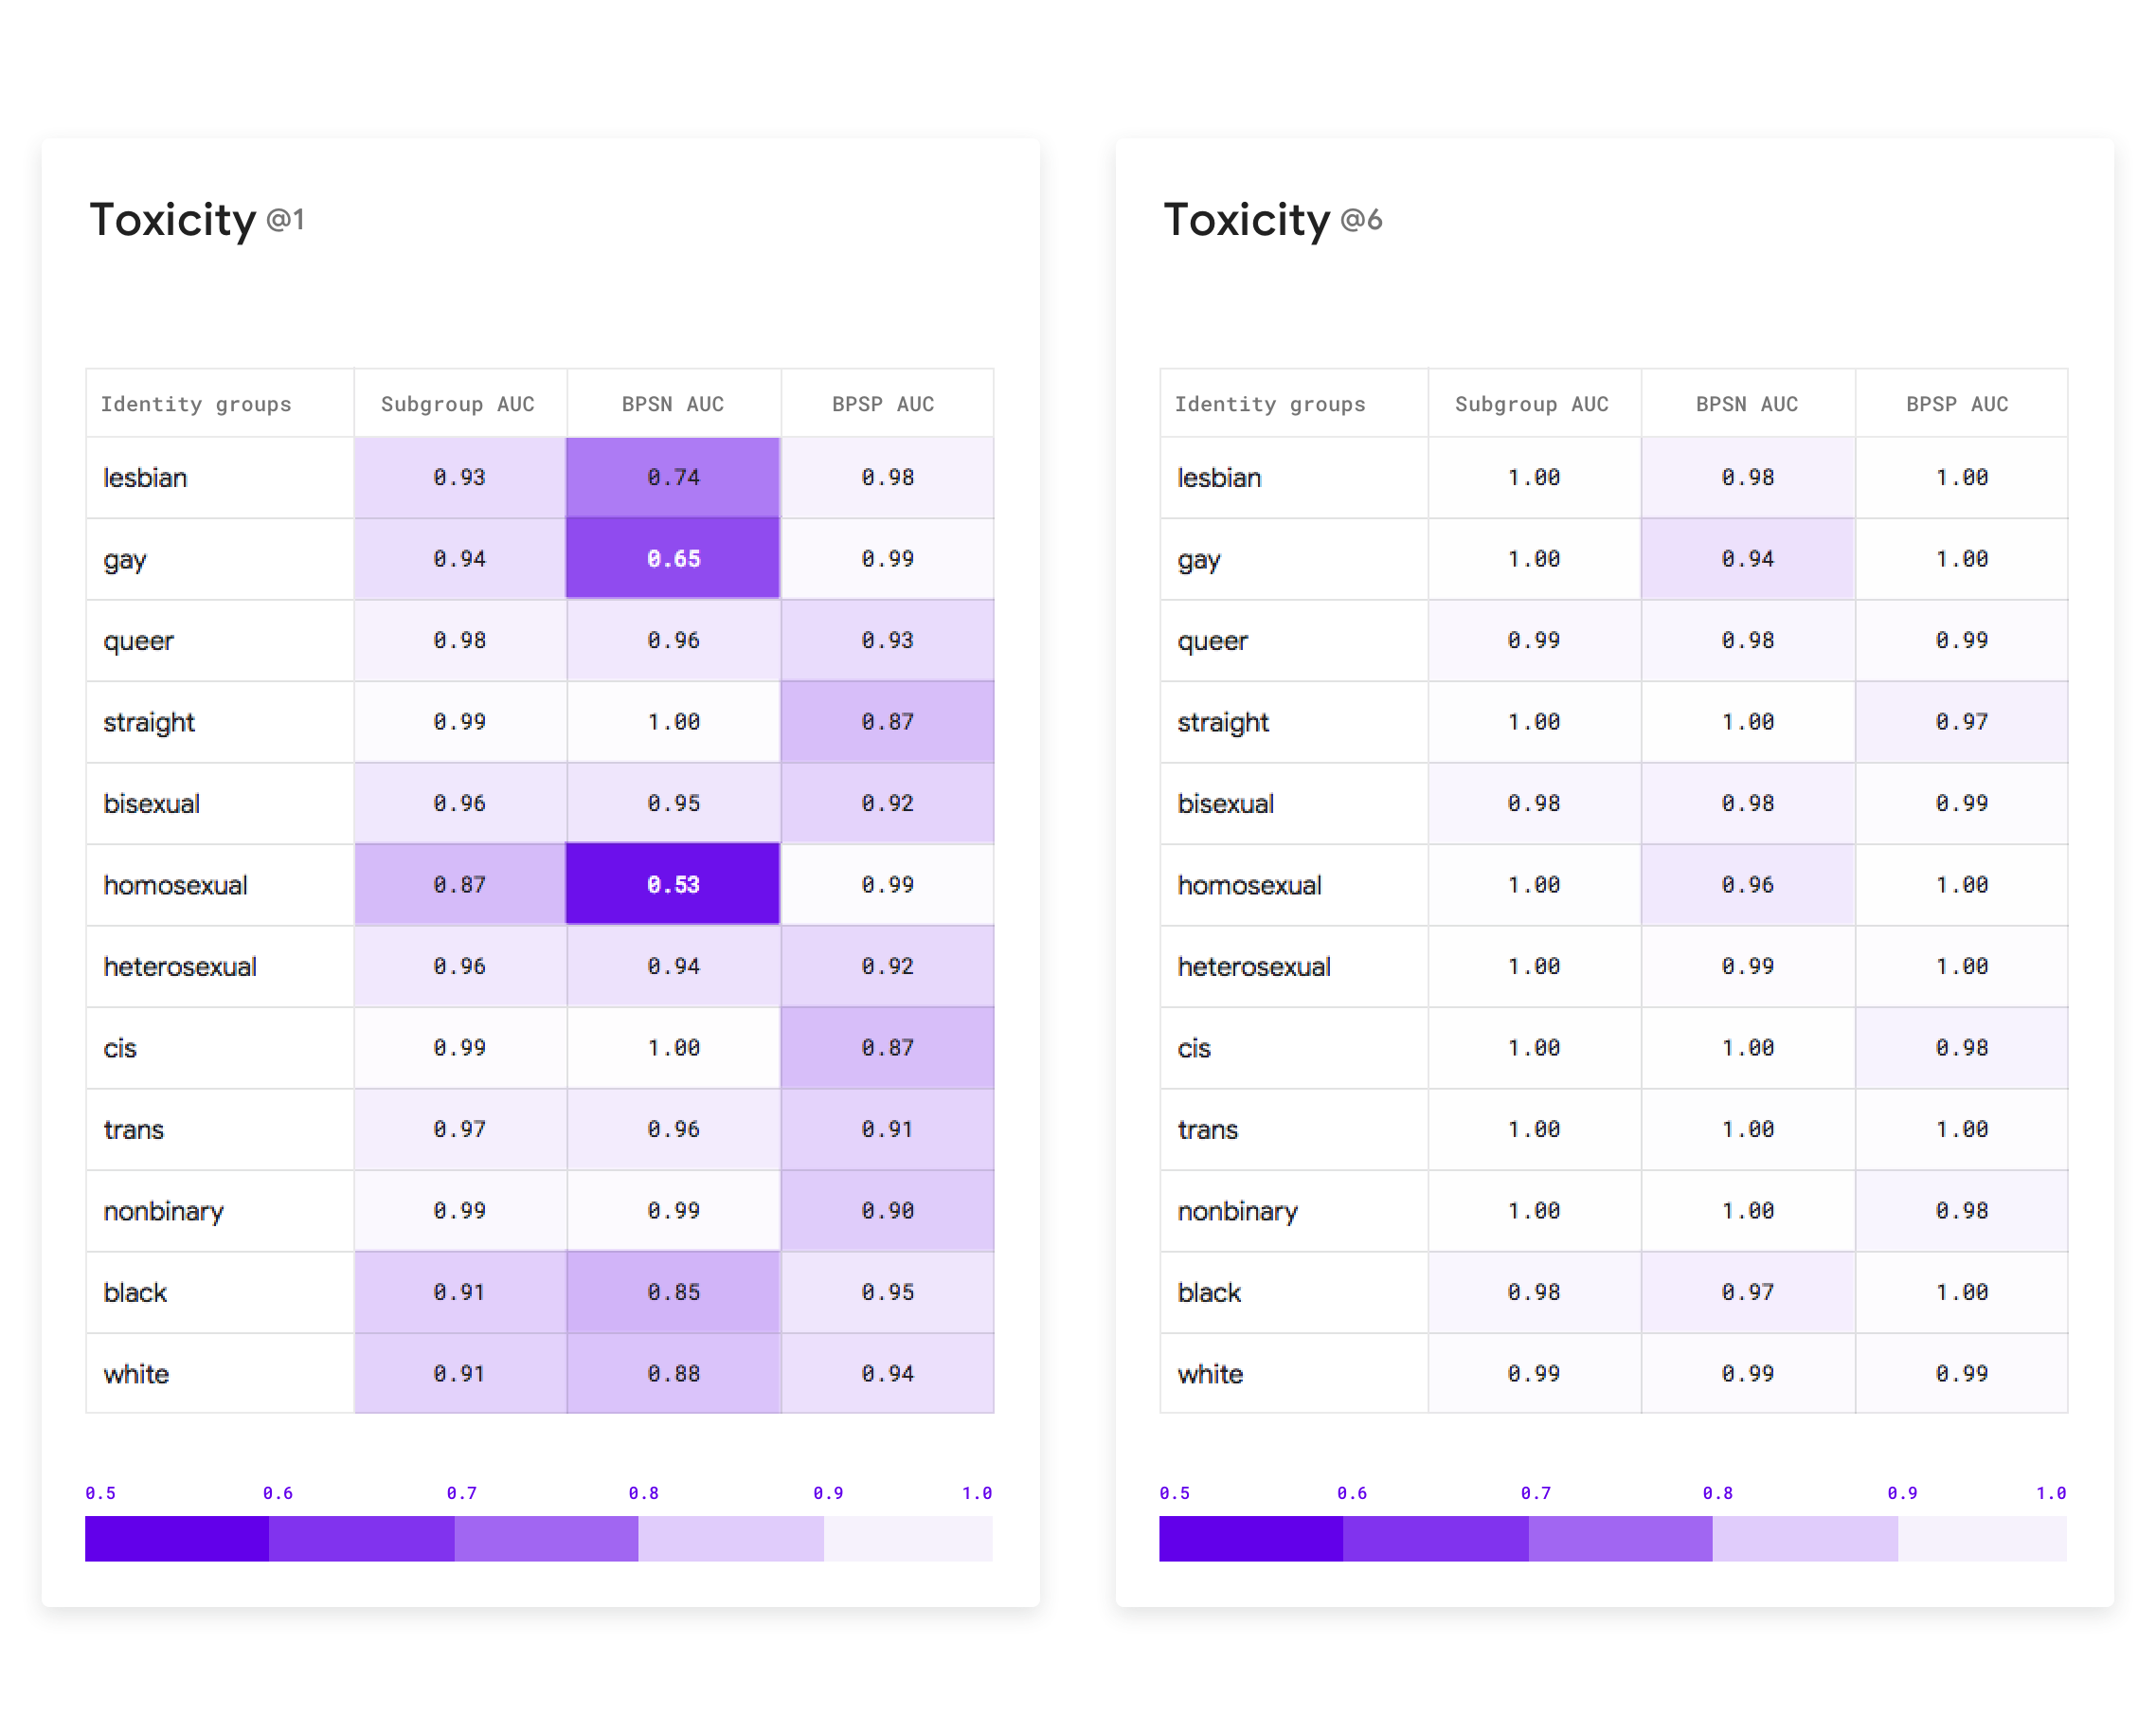 Toxicity @1
Identity groups Subgroup AUC BPSN AUC BPSP AUC
lesbian 0.93 0.74 0.98
gay 0.94 0.65 0.99
queer 0.98 0.96 0.93
straight 0.99 1.00 0.87
bisexual 0.96 0.95 0.92
homosexual 0.87 0.53 0.99
heterosexual 0.96 0.94 0.92
cis 0.99 1.00 0.87
trans 0.97 0.96 0.91
nonbinary 0.99 0.99 0.90
black 0.91 0.85 0.95
white 0.91 0.88 0.94
0.5 0.6 0.7 0.8 0.9 1.0
Toxicity @6
Identity groups Subgroup AUC BPSN AUC BPSP AUC
lesbian 1.00 0.98 1.00
gay 1.00 0.94 1.00
queer 0.99 0.98 0.99
straight 1.00 1.00 0.97
bisexual 0.98 0.98 0.99
homosexual 1.00 0.96 1.00
heterosexual 1.00 0.99 1.00
cis 1.00 1.00 0.98
trans 1.00 1.00 1.00
nonbinary 1.00 1.00 0.98
black 0.98 0.97 1.00
white 0.99 0.99 0.99
0.5 0.6 0.7 0.8 0.9 1.0